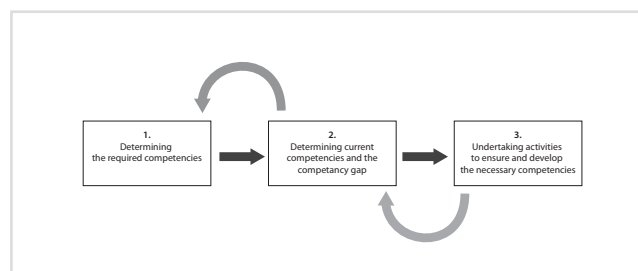 1.
Determining
the required competencies
2.
Determining current
competencies and the
competancy gap
3.
Undertaking activities
to ensure and develop
the necessary competencies